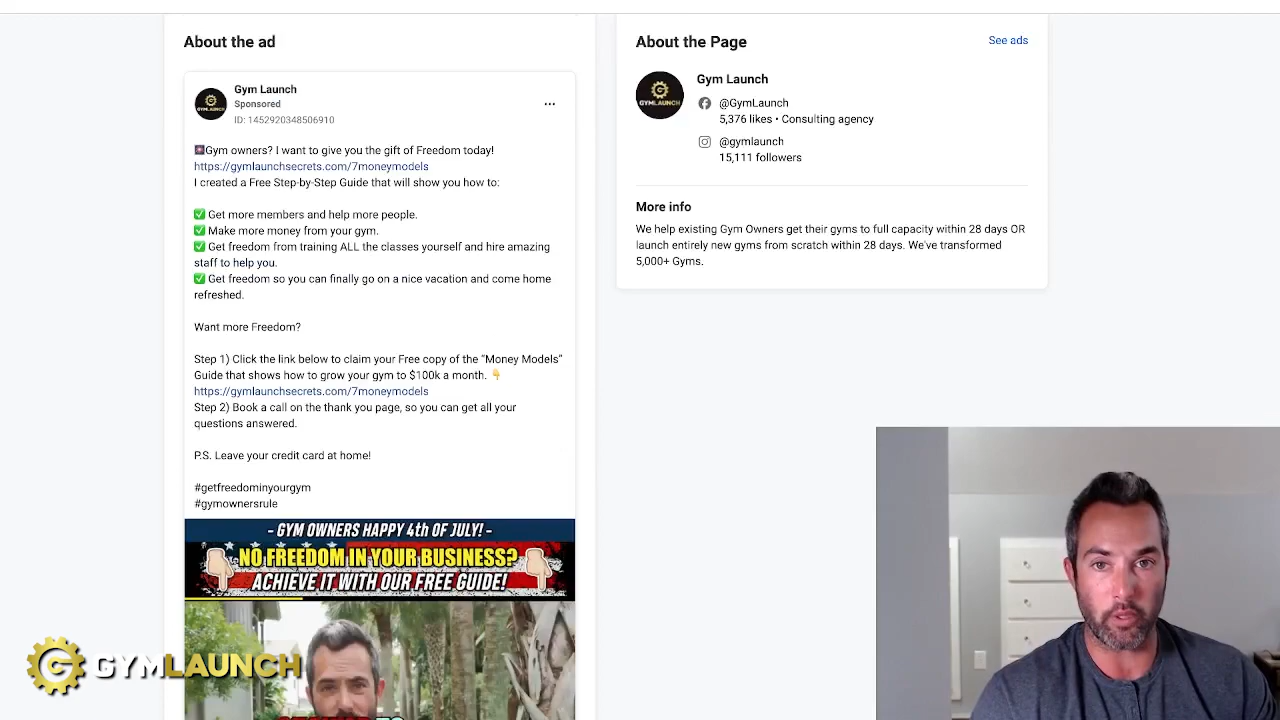 About the ad
Gym Launch
Sponsored
ID: 1452920348506910
Gym owners? I want to give you the gift of Freedom today!
https://gymlaunchsecrets.com/7moneymodels
I created a Free Step-by-Step Guide that will show you how to:
✅ Get more members and help more people.
✅ Make more money from your gym.
✅ Get freedom from training ALL the classes yourself and hire amazing
staff to help you.
✅ Get freedom so you can finally go on a nice vacation and come home
refreshed.
Want more Freedom?
Step 1) Click the link below to claim your Free copy of the “Money Models”
Guide that shows how to grow your gym to $100k a month. 👇
https://gymlaunchsecrets.com/7moneymodels
Step 2) Book a call on the thank you page, so you can get all your
questions answered.
P.S. Leave your credit card at home!
#getfreedominyourgym
#gymownersrule
- GYM OWNERS HAPPY 4th OF JULY! -
NO FREEDOM IN YOUR BUSINESS?
ACHIEVE IT WITH OUR FREE GUIDE!
GYMLAUNCH
About the Page
See ads
GYMLAUNCH
Gym Launch
@GymLaunch
5,376 likes • Consulting agency
@gymlaunch
15,111 followers
More info
We help existing Gym Owners get their gyms to full capacity within 28 days OR
launch entirely new gyms from scratch within 28 days. We've transformed
5,000+ Gyms.